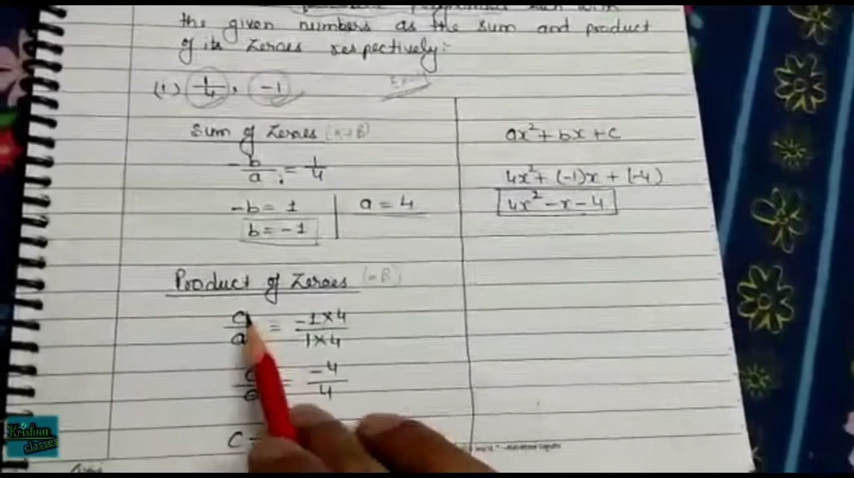 the given numbers as the sum and product
of its zeroes respectively:-
(i) 1/4, -1
Sum of Zeroes
-b/a = 1/4
-b = 1
a = 4
b = -1
Product of Zeroes
c/a = -1×4/1×4
= -4/4
c =
ax² + bx + c
4x² + (-1)x + (-4)
4x² - x - 4
Krishna
classes